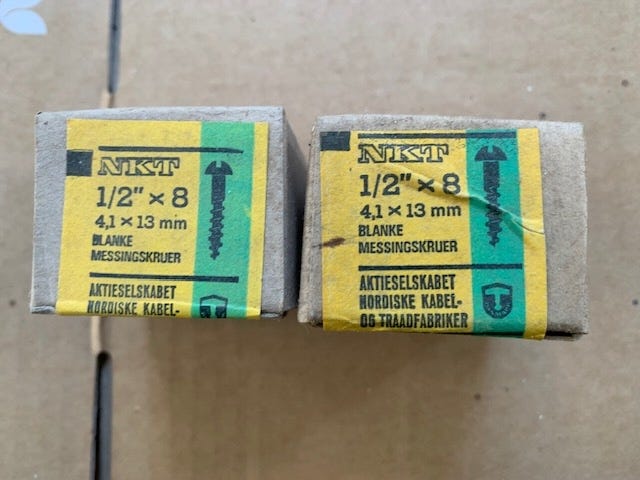 NKT
1/2" × 8
4,1 × 13 mm
BLANKE
MESSINGSKRUER
AKTIESELSKABET
NORDISKE KABEL-
NKT
1/2" × 8
4,1 × 13 mm
BLANKE
MESSINGSKRUER
AKTIESELSKABET
NORDISKE KABEL-
OG TRAADFABRIKER